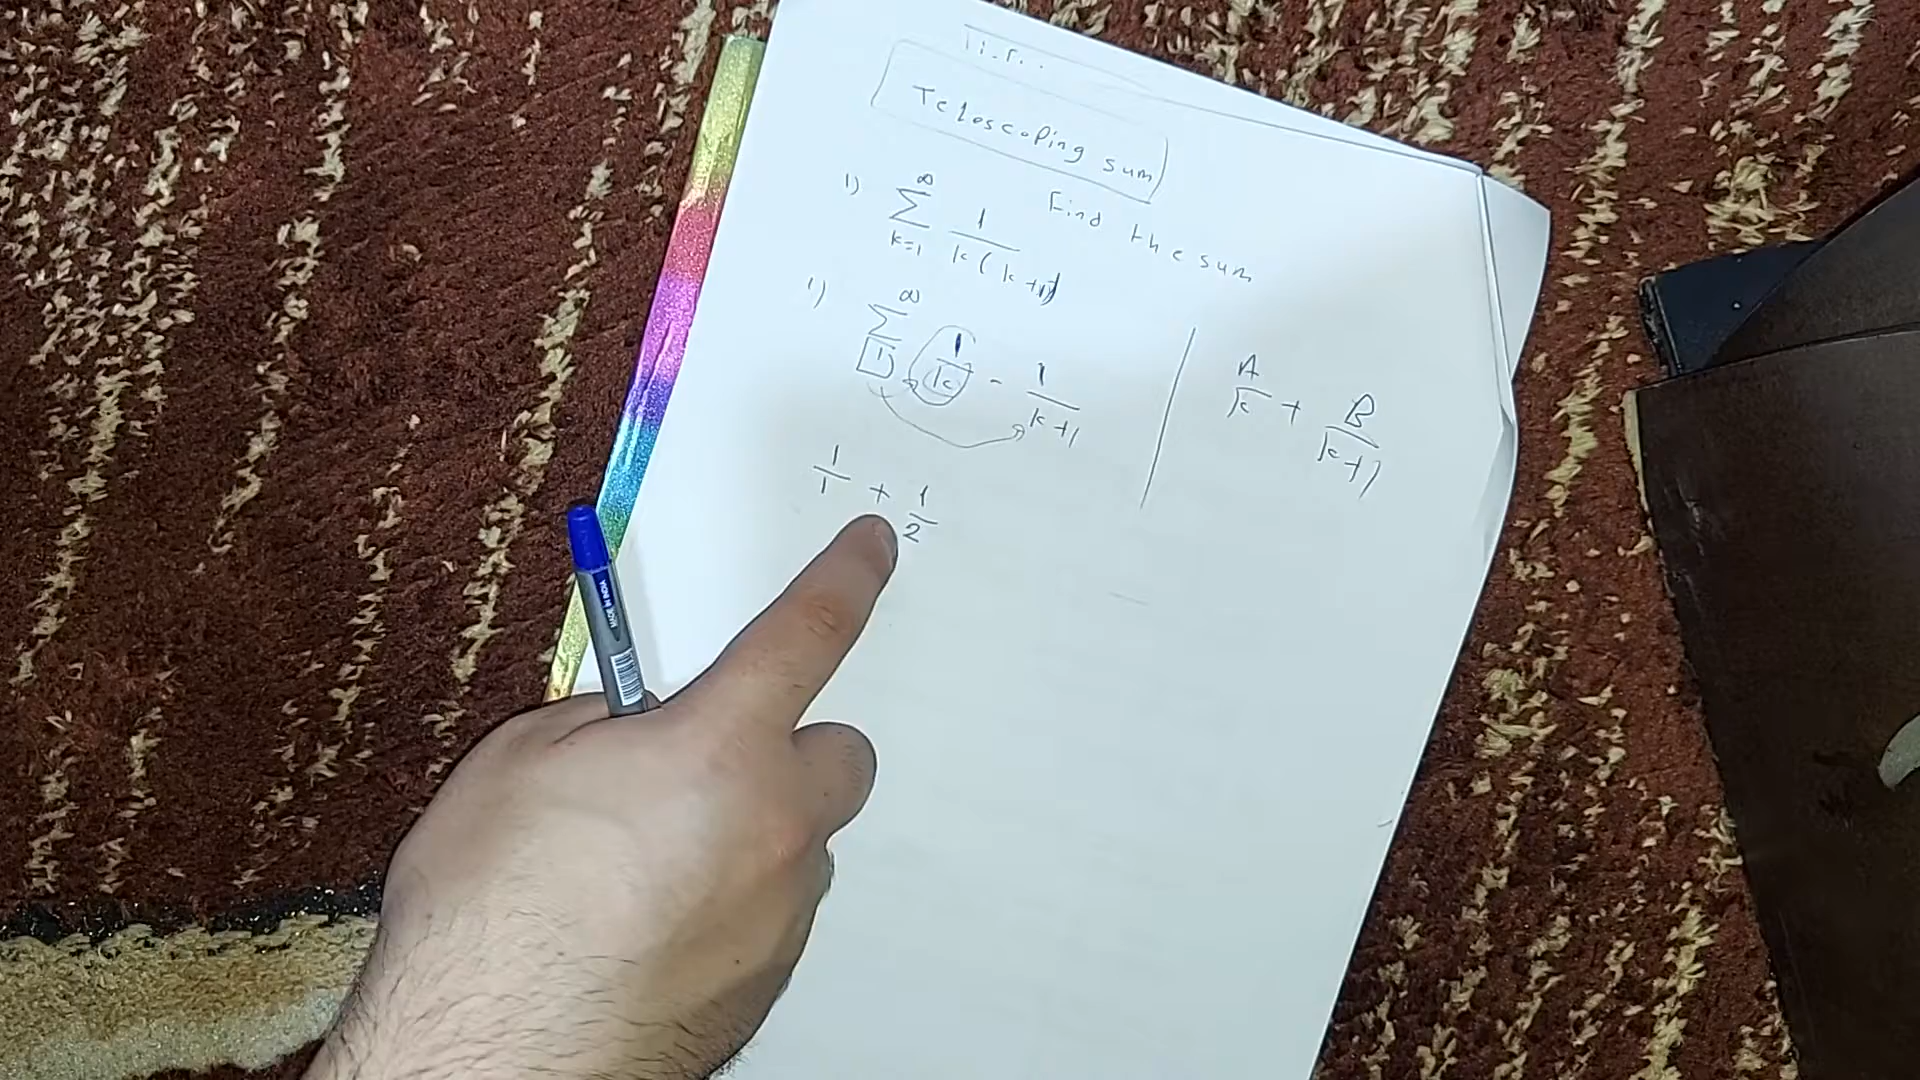 Teloscoping sum
1) ∞ ∑ k=1 1/k(k+1) Find the sum
1) ∞ ∑ 1 1/k - 1/k+1
A/k + B/k+1
1/1 + 1/2
MADE IN INDIA